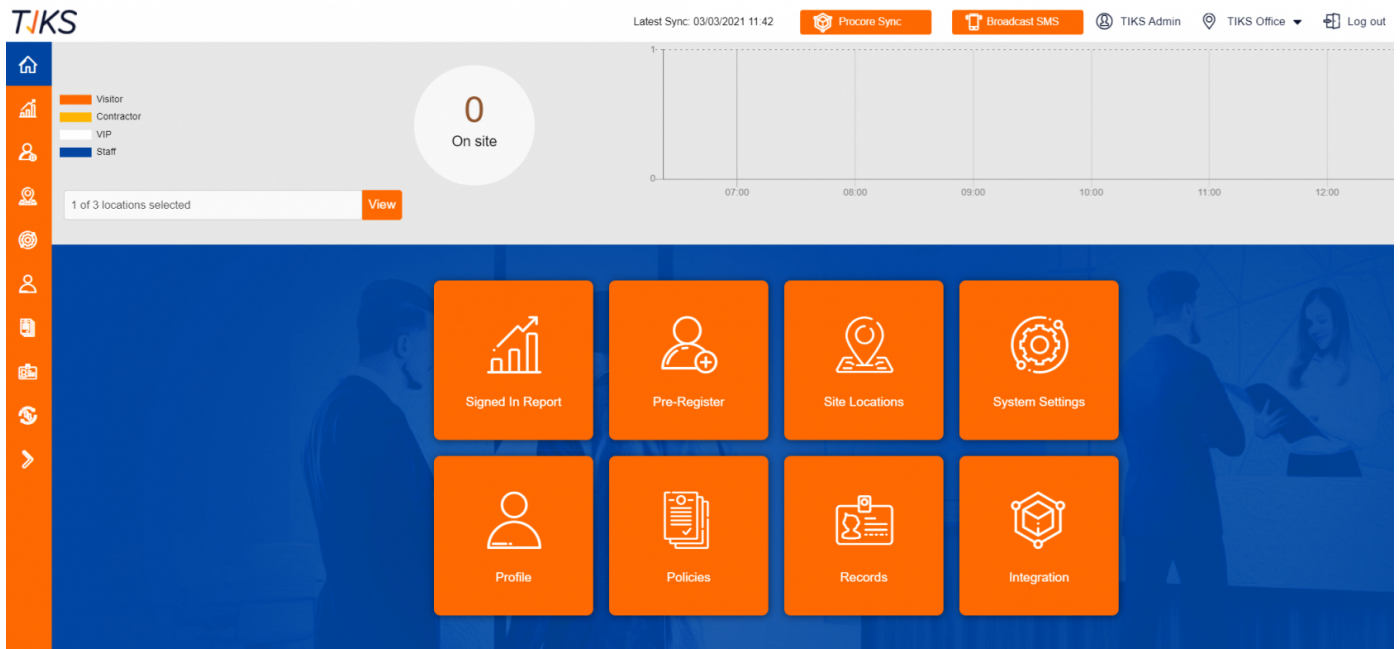 TIKS
Latest Sync: 03/03/2021 11:42
Procore Sync
Broadcast SMS
TIKS Admin
TIKS Office
Log out
Visitor
Contractor
VIP
Staff
0
On site
1 of 3 locations selected
View
1
0
07:00 08:00 09:00 10:00 11:00 12:00
Signed In Report
Pre-Register
Site Locations
System Settings
Profile
Policies
Records
Integration